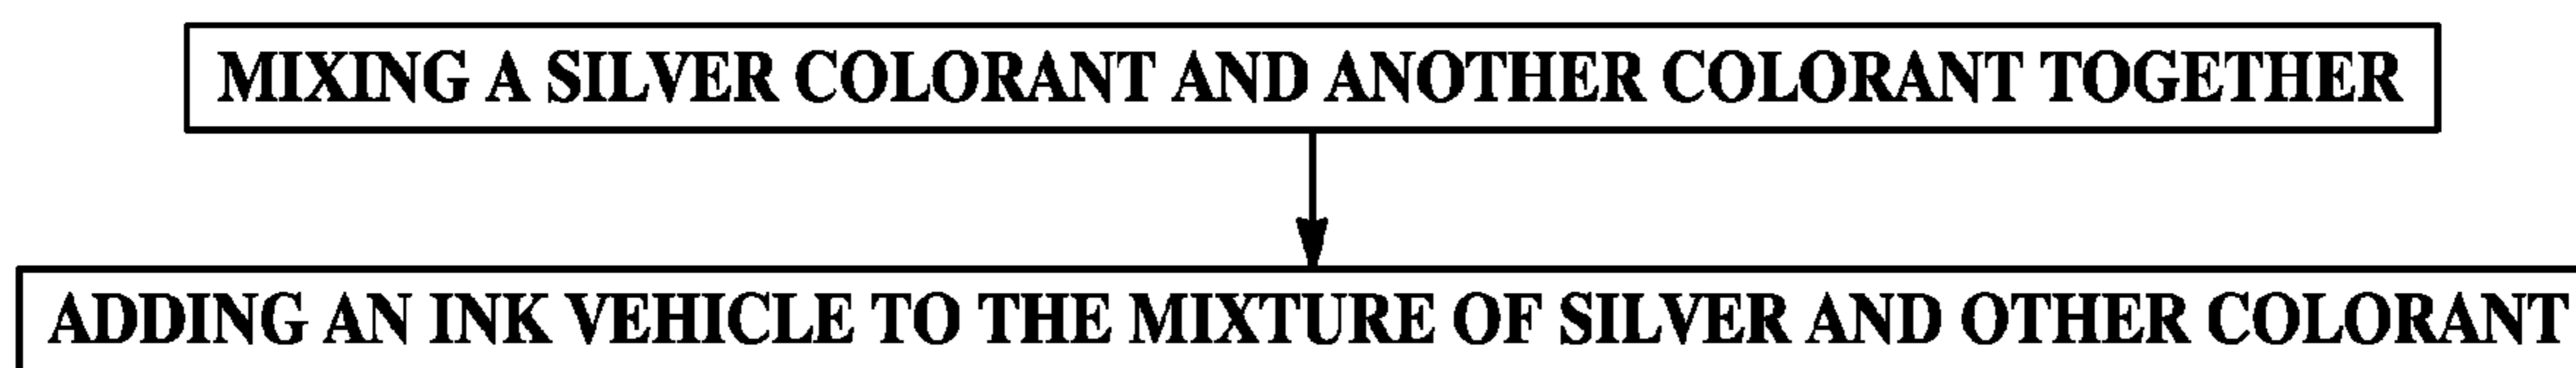 MIXING A SILVER COLORANT AND ANOTHER COLORANT TOGETHER
ADDING AN INK VEHICLE TO THE MIXTURE OF SILVER AND OTHER COLORANT